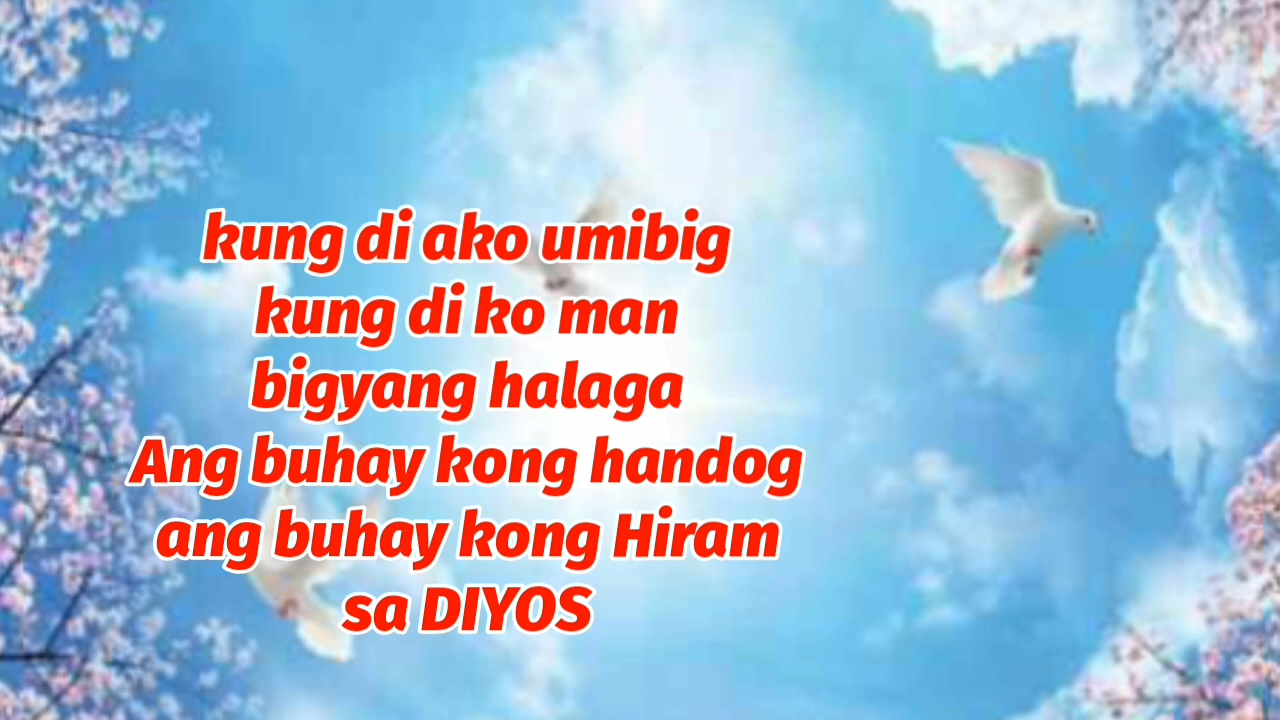 kung di ako umibig
kung di ko man
bigyang halaga
Ang buhay kong handog
ang buhay kong Hiram
sa DIYOS